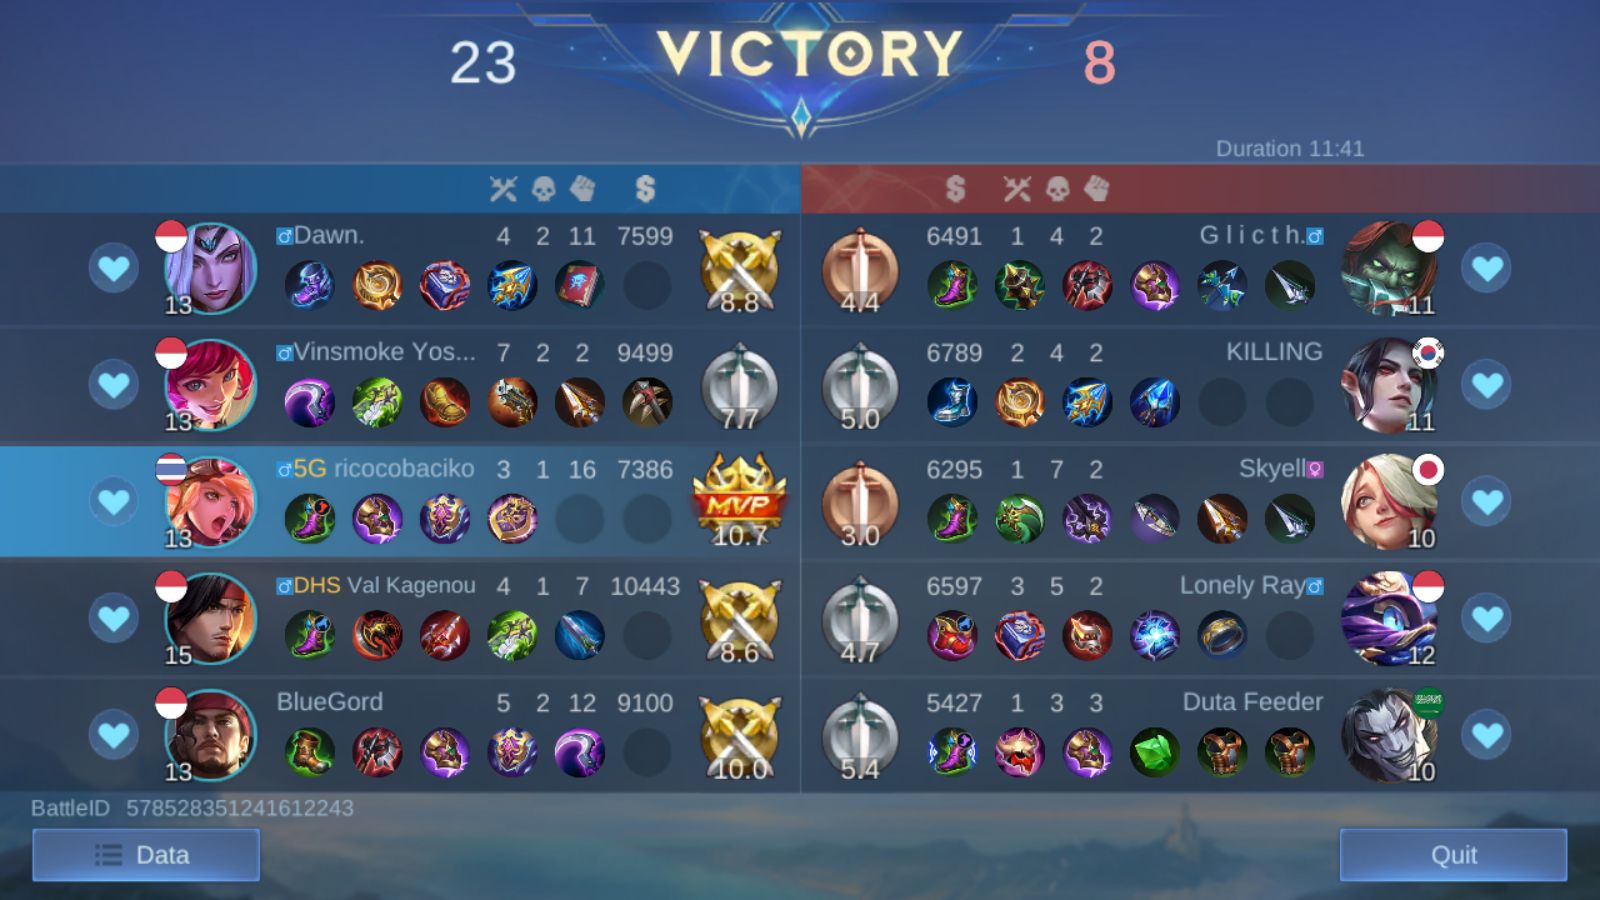 23 VICTORY 8
Duration 11:41
♂Dawn. 4 2 11 7599
13 8.8
4.4 6491 1 4 2 Glicth.♂
11
♂Vinsmoke Yos... 7 2 2 9499
13 7.7
5.0 6789 2 4 2 KILLING
11
♂5G ricocobaciko 3 1 16 7386
13 MVP 10.7
3.0 6295 1 7 2 Skyell♀
10
♂DHS Val Kagenou 4 1 7 10443
15 8.6
4.7 6597 3 5 2 Lonely Ray♂
12
BlueGord 5 2 12 9100
13 10.0
5.4 5427 1 3 3 Duta Feeder
10
BattleID 578528351241612243
Data
Quit